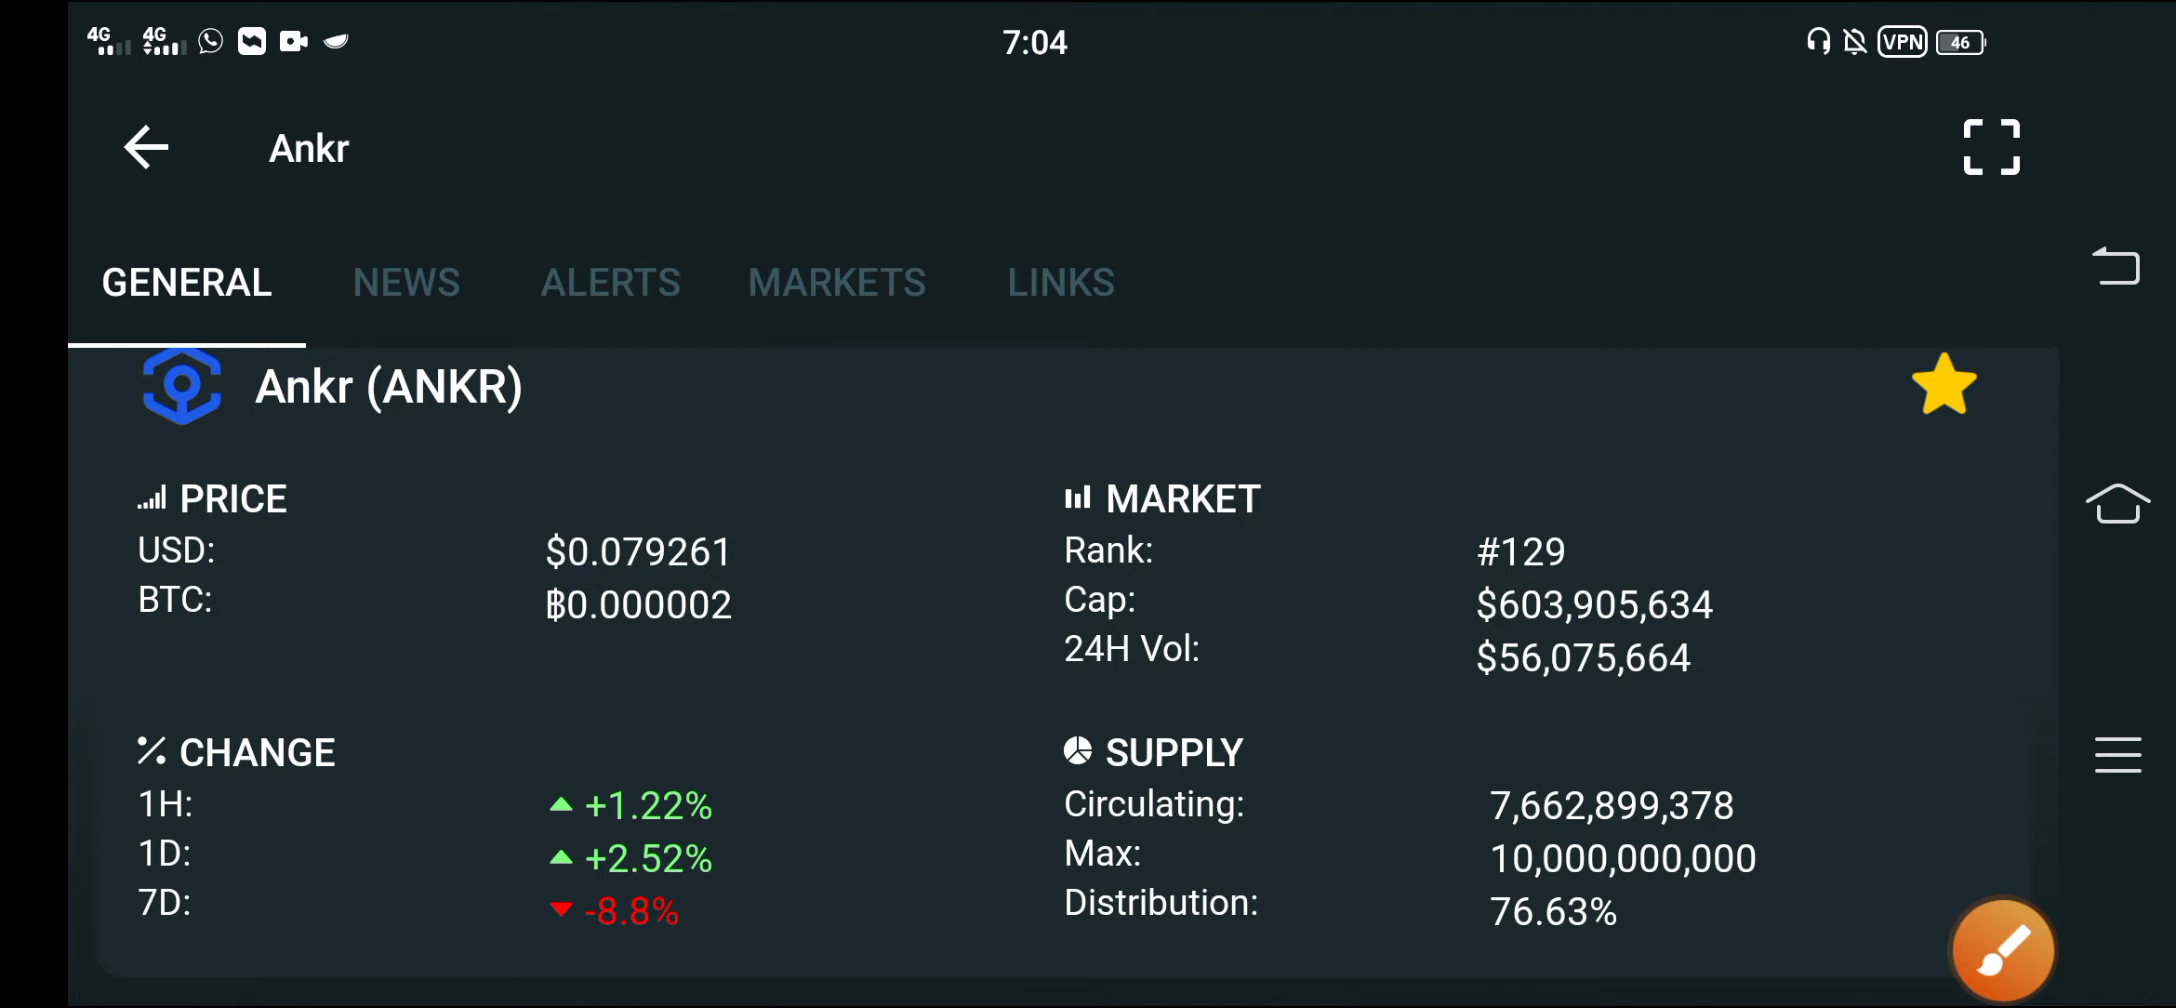 4G 4G 7:04 VPN 46
Ankr
GENERAL NEWS ALERTS MARKETS LINKS
Ankr (ANKR)
PRICE
USD: $0.079261
BTC: ฿0.000002
MARKET
Rank: #129
Cap: $603,905,634
24H Vol: $56,075,664
CHANGE
1H: +1.22%
1D: +2.52%
7D: -8.8%
SUPPLY
Circulating: 7,662,899,378
Max: 10,000,000,000
Distribution: 76.63%